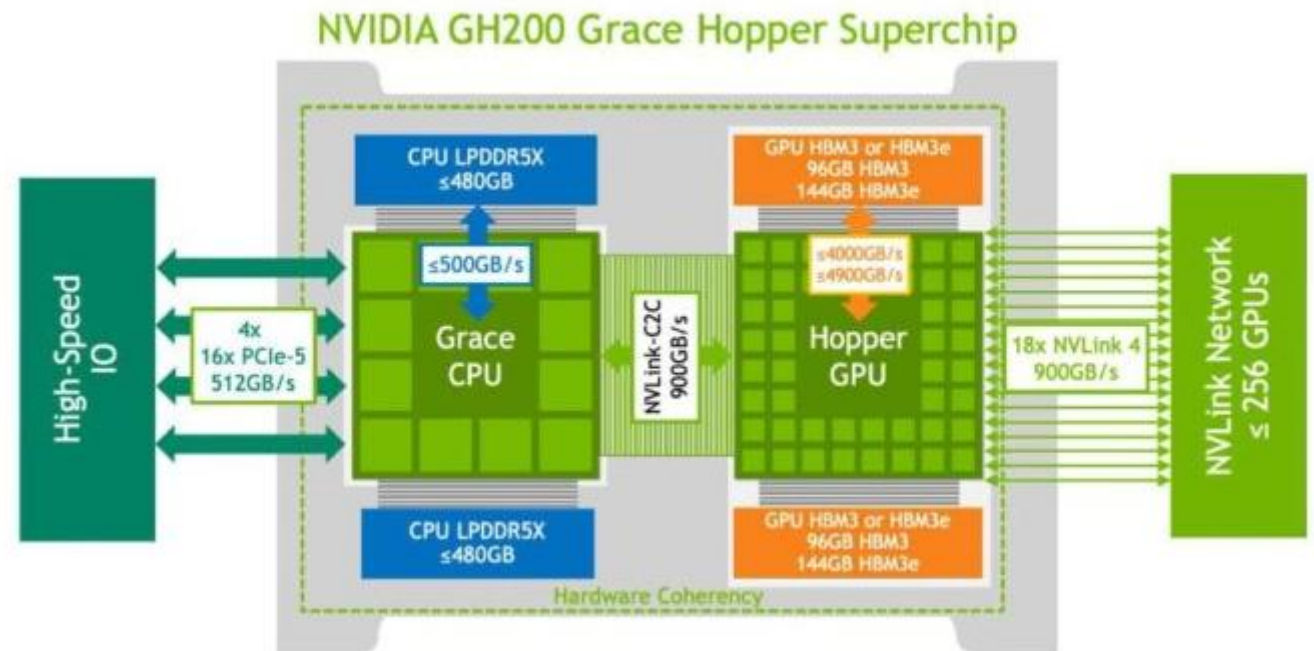 NVIDIA GH200 Grace Hopper Superchip
CPU LPDDR5X
≤480GB
GPU HBM3 or HBM3e
96GB HBM3
144GB HBM3e
High-Speed
IO
4x
16x PCIe-5
512GB/s
≤500GB/s
Grace
CPU
NVLink-C2C
900GB/s
≤4000GB/s
≤4900GB/s
Hopper
GPU
18x NVLink 4
900GB/s
NVLink Network
≤ 256 GPUs
CPU LPDDR5X
≤480GB
GPU HBM3 or HBM3e
96GB HBM3
144GB HBM3e
Hardware Coherency